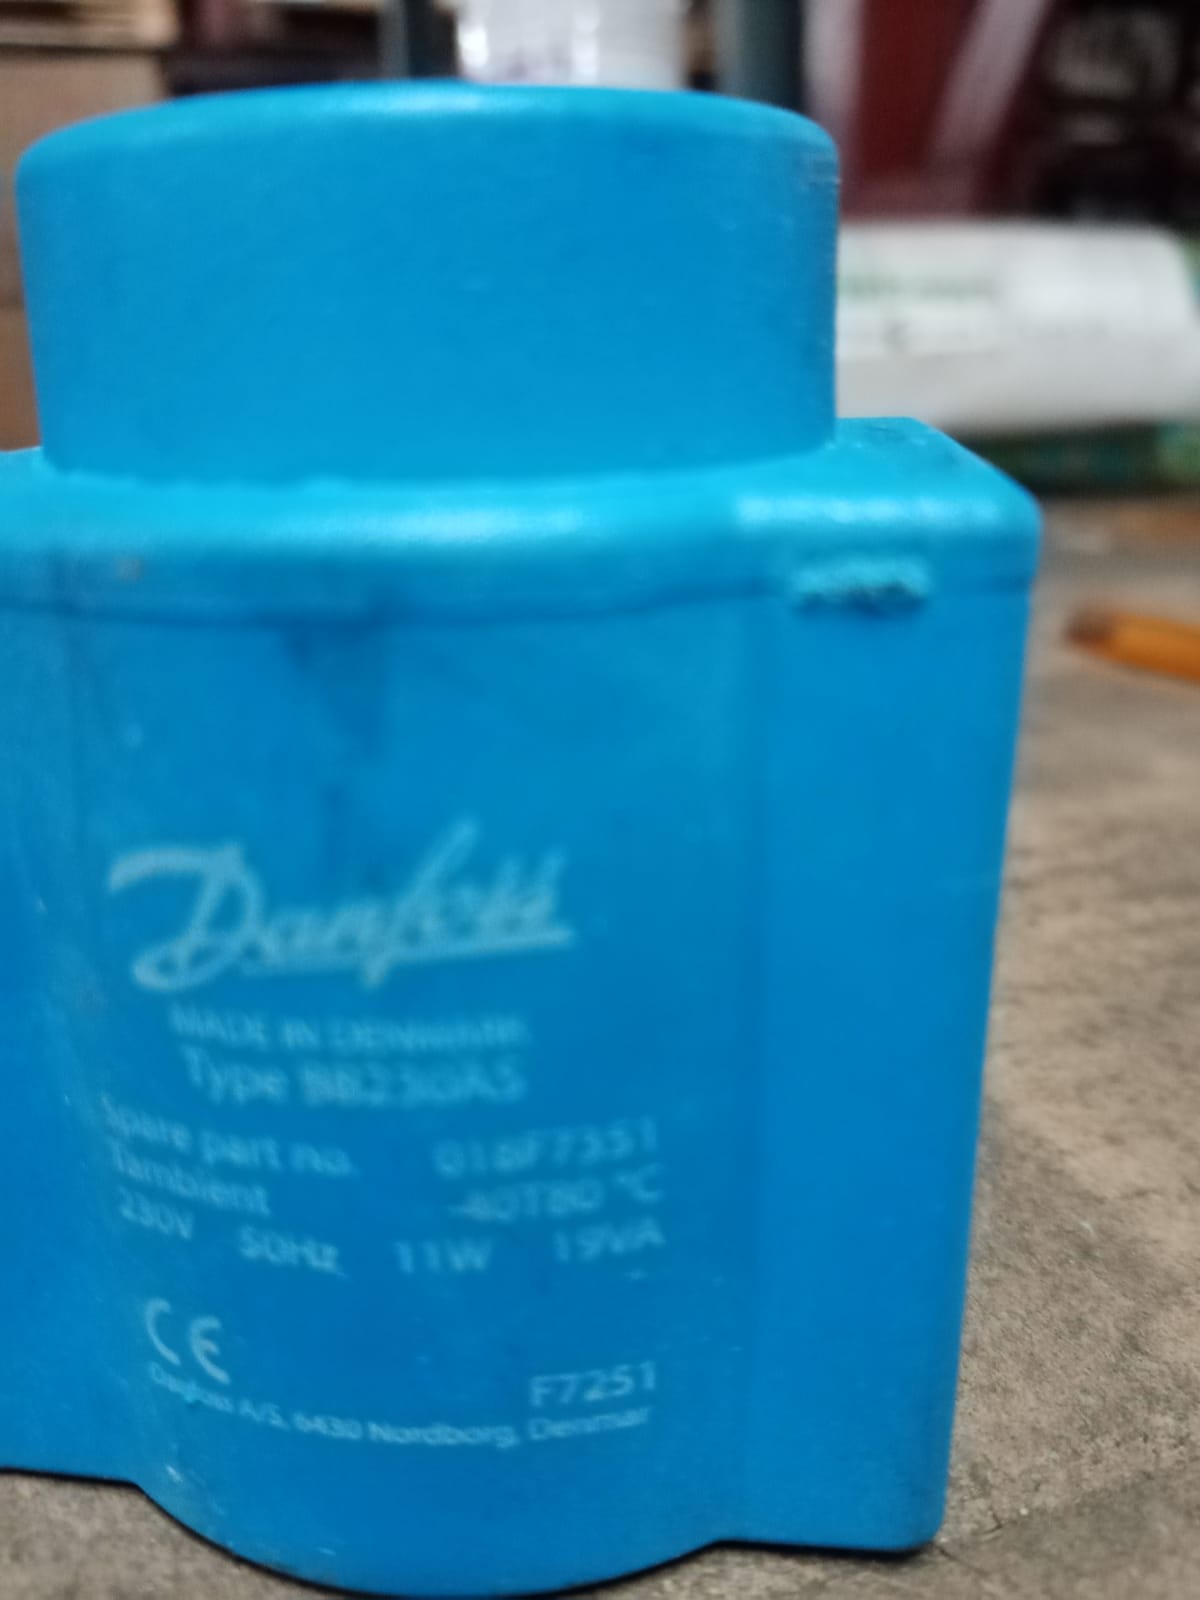 Danfoss
MADE IN DENMARK
Type BB230AS
Spare part no. 018F7351
Tambient -40T80 °C
230V 50Hz 11W 19VA
CE
F7251
Danfoss A/S, 6430 Nordborg, Denmar